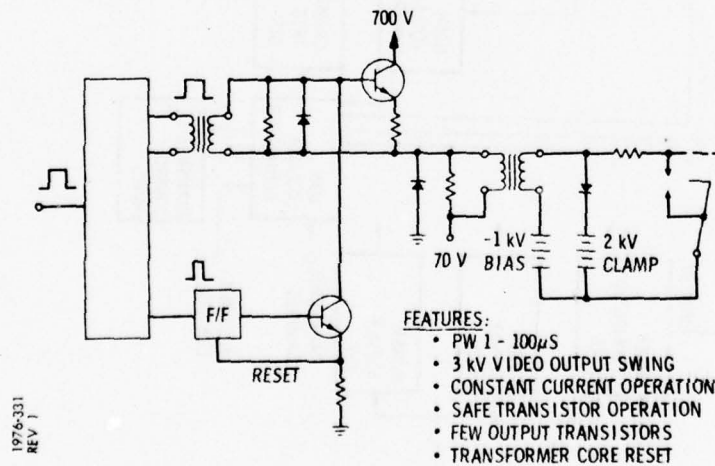 700 V
-1 kV
BIAS
2 kV
CLAMP
70 V
F/F
RESET
FEATURES:
• PW 1 - 100µS
• 3 kV VIDEO OUTPUT SWING
• CONSTANT CURRENT OPERATION
• SAFE TRANSISTOR OPERATION
• FEW OUTPUT TRANSISTORS
• TRANSFORMER CORE RESET
1976-331
REV 1